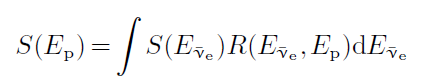 S(E_p) = ∫ S(E_{ν̄_e}) R(E_{ν̄_e}, E_p) dE_{ν̄_e}